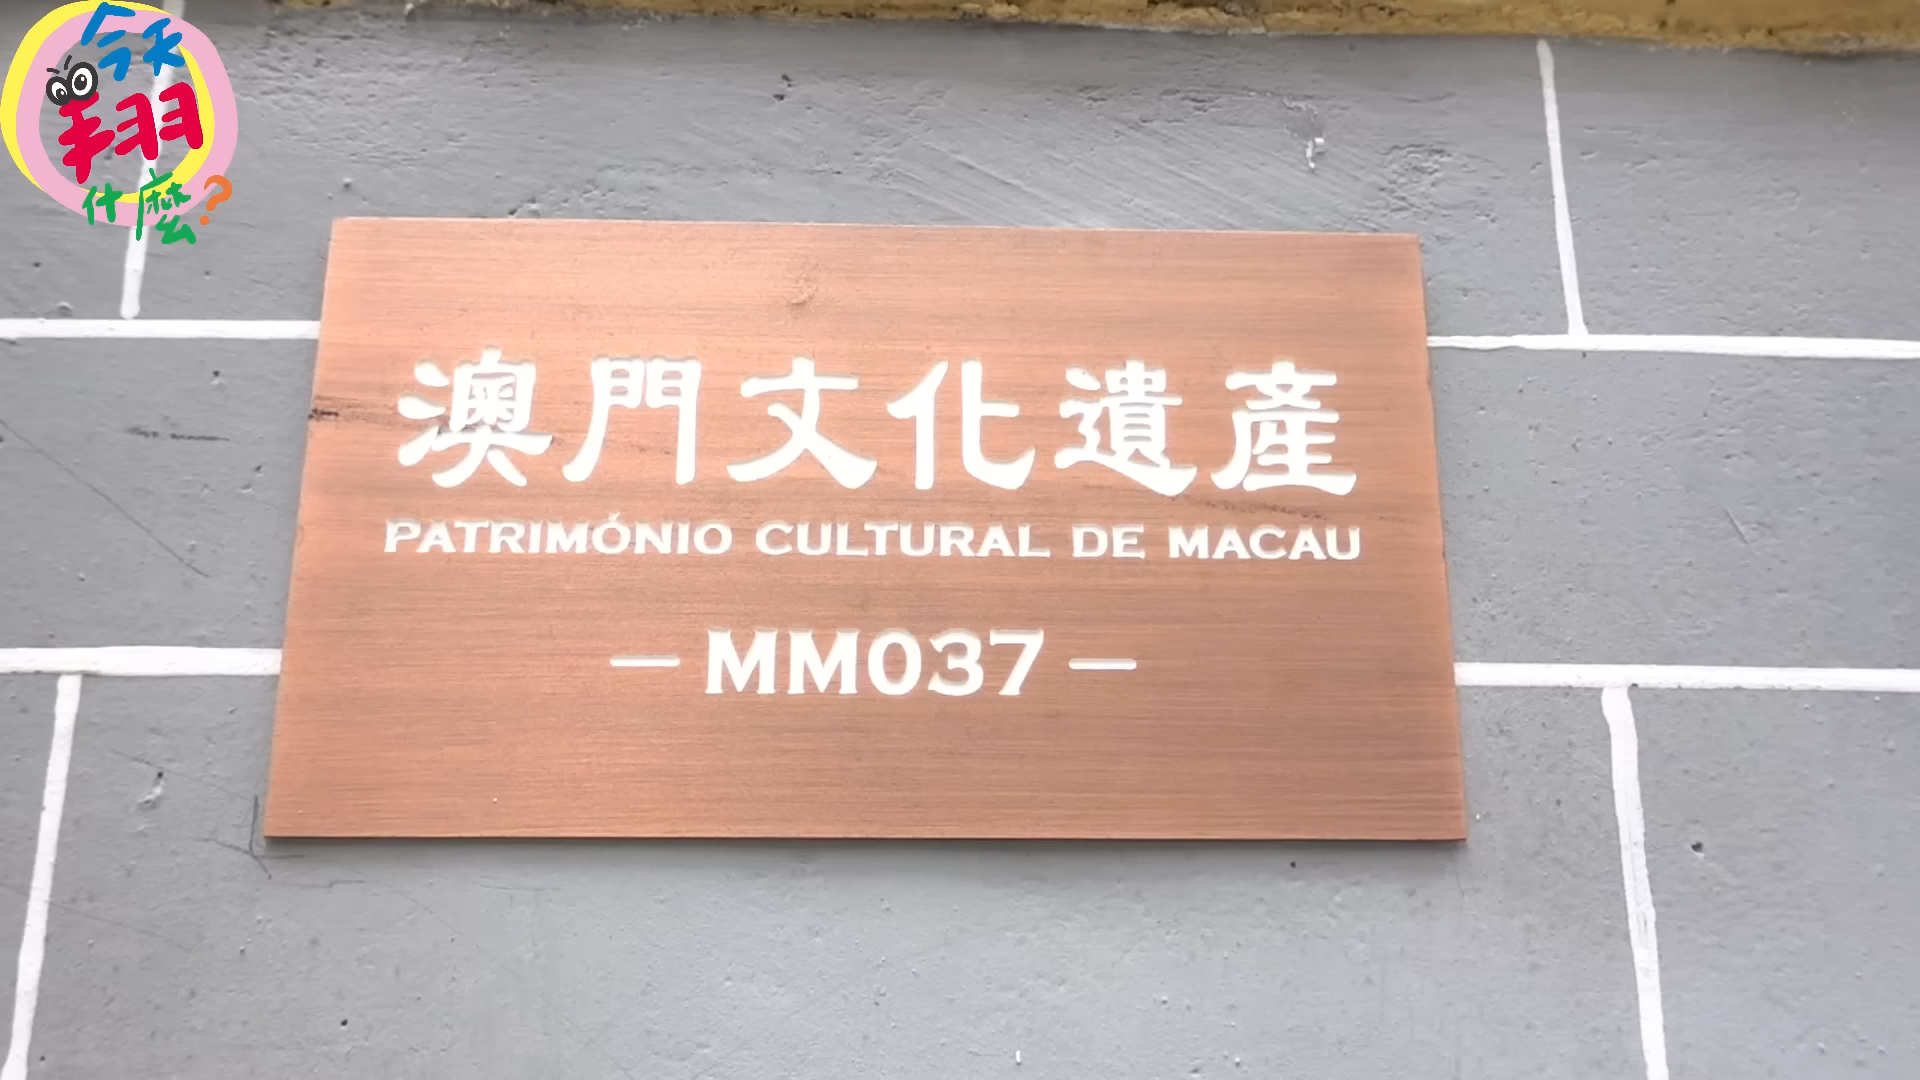 今天
翔
什麼?
澳門文化遺產
PATRIMÓNIO CULTURAL DE MACAU
— MM037 —